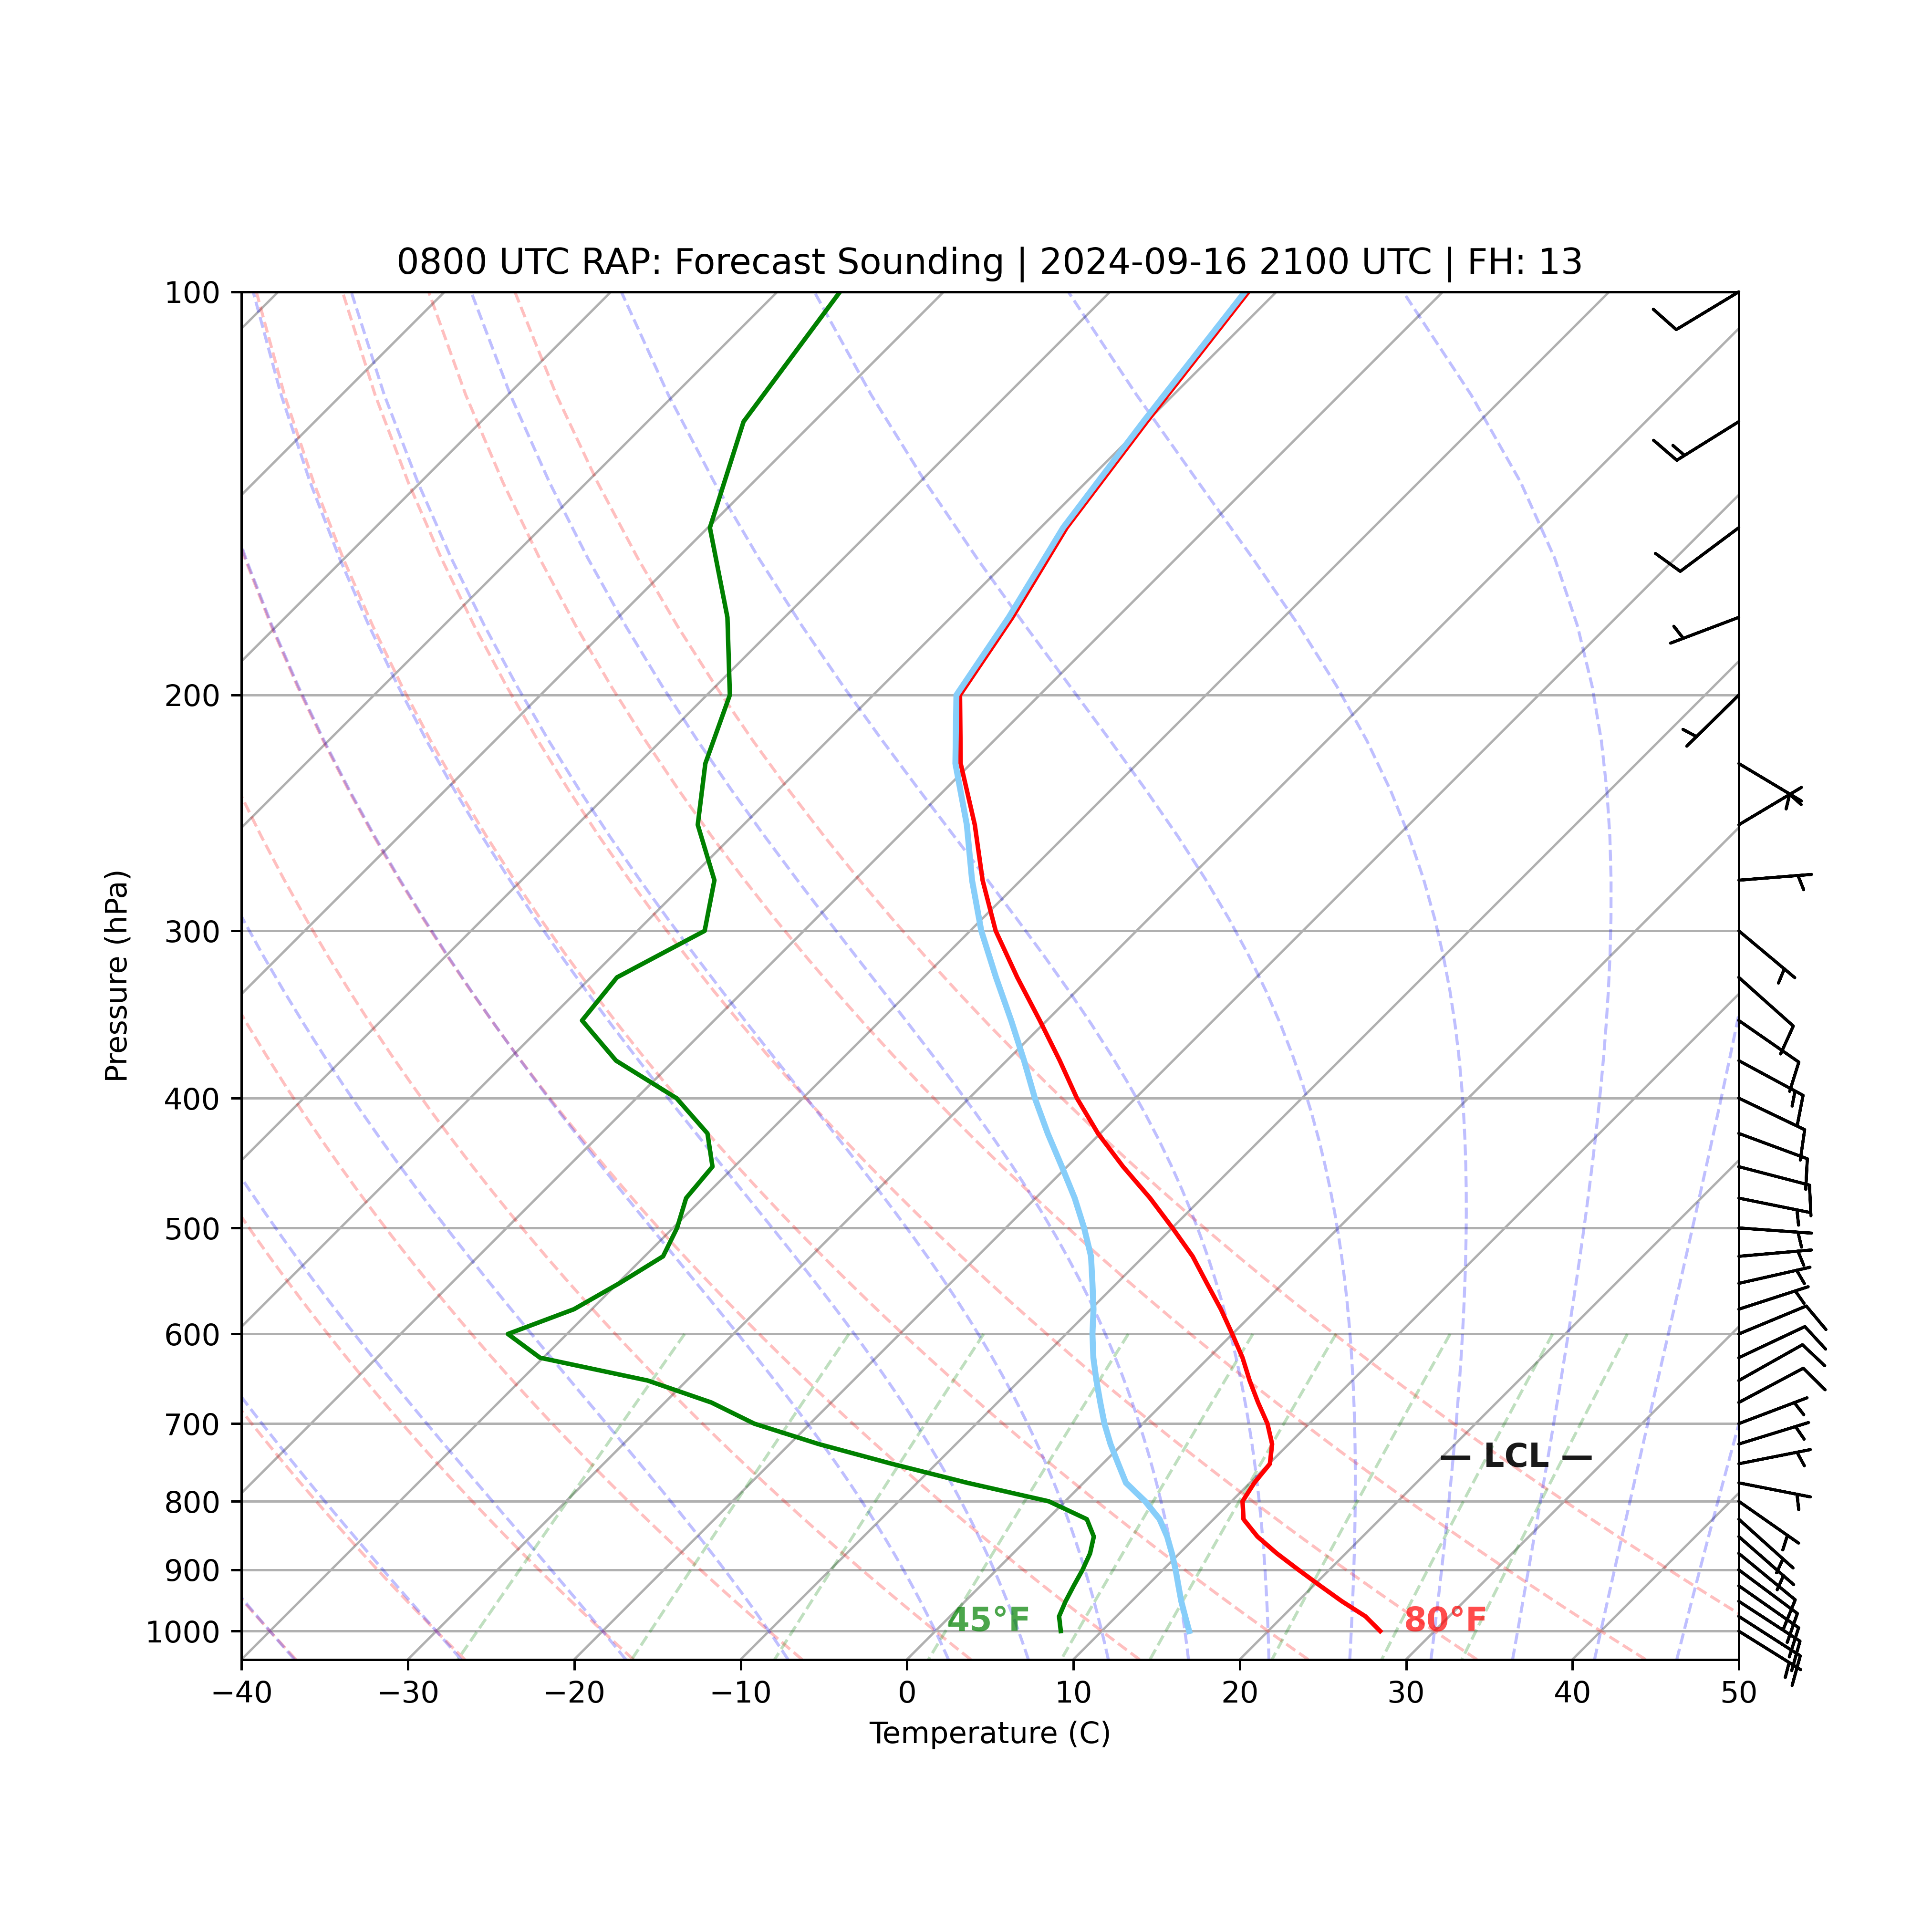 0800 UTC RAP: Forecast Sounding | 2024-09-16 2100 UTC | FH: 13
100
200
300
400
500
600
700
800
900
1000
Pressure (hPa)
— LCL —
45°F
80°F
−40 −30 −20 −10 0 10 20 30 40 50
Temperature (C)